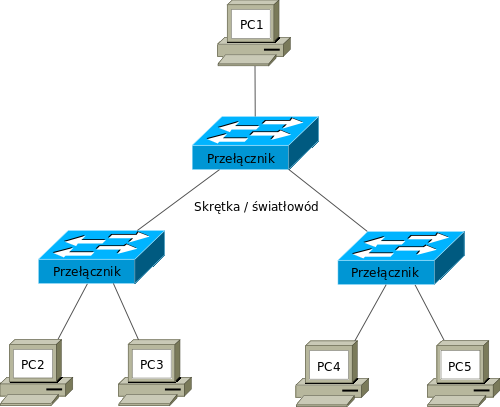 PC1
Przełącznik
Skrętka / światłowód
Przełącznik
Przełącznik
PC2
PC3
PC4
PC5